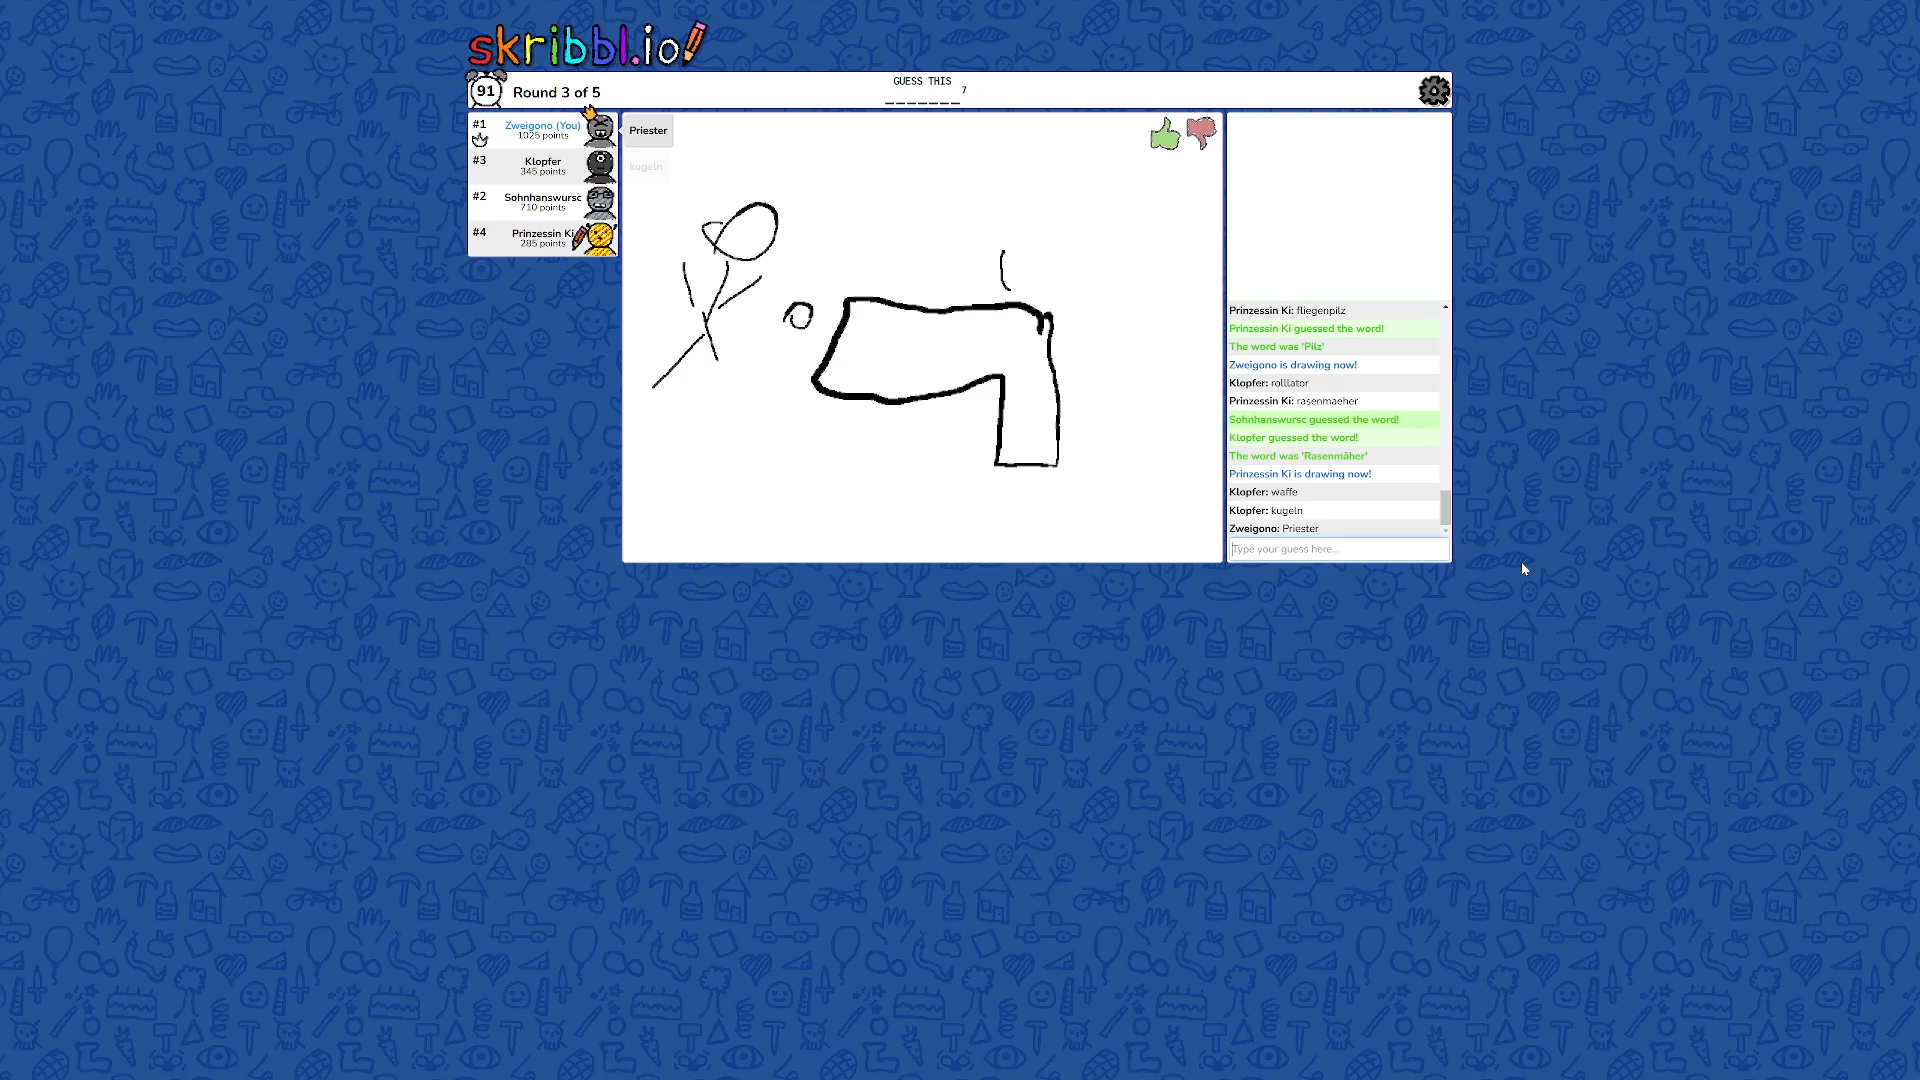 skribbl.io
91
Round 3 of 5
GUESS THIS
_______ 7
#1
Zweigono (You)
1025 points
#3
Klopfer
345 points
#2
Sohnhanswursc
710 points
#4
Prinzessin Ki
285 points
Priester
kugeln
Prinzessin Ki: fliegenpilz
Prinzessin Ki guessed the word!
The word was 'Pilz'
Zweigono is drawing now!
Klopfer: rolllator
Prinzessin Ki: rasenmaeher
Sohnhanswursc guessed the word!
Klopfer guessed the word!
The word was 'Rasenmäher'
Prinzessin Ki is drawing now!
Klopfer: waffe
Klopfer: kugeln
Zweigono: Priester
Type your guess here...